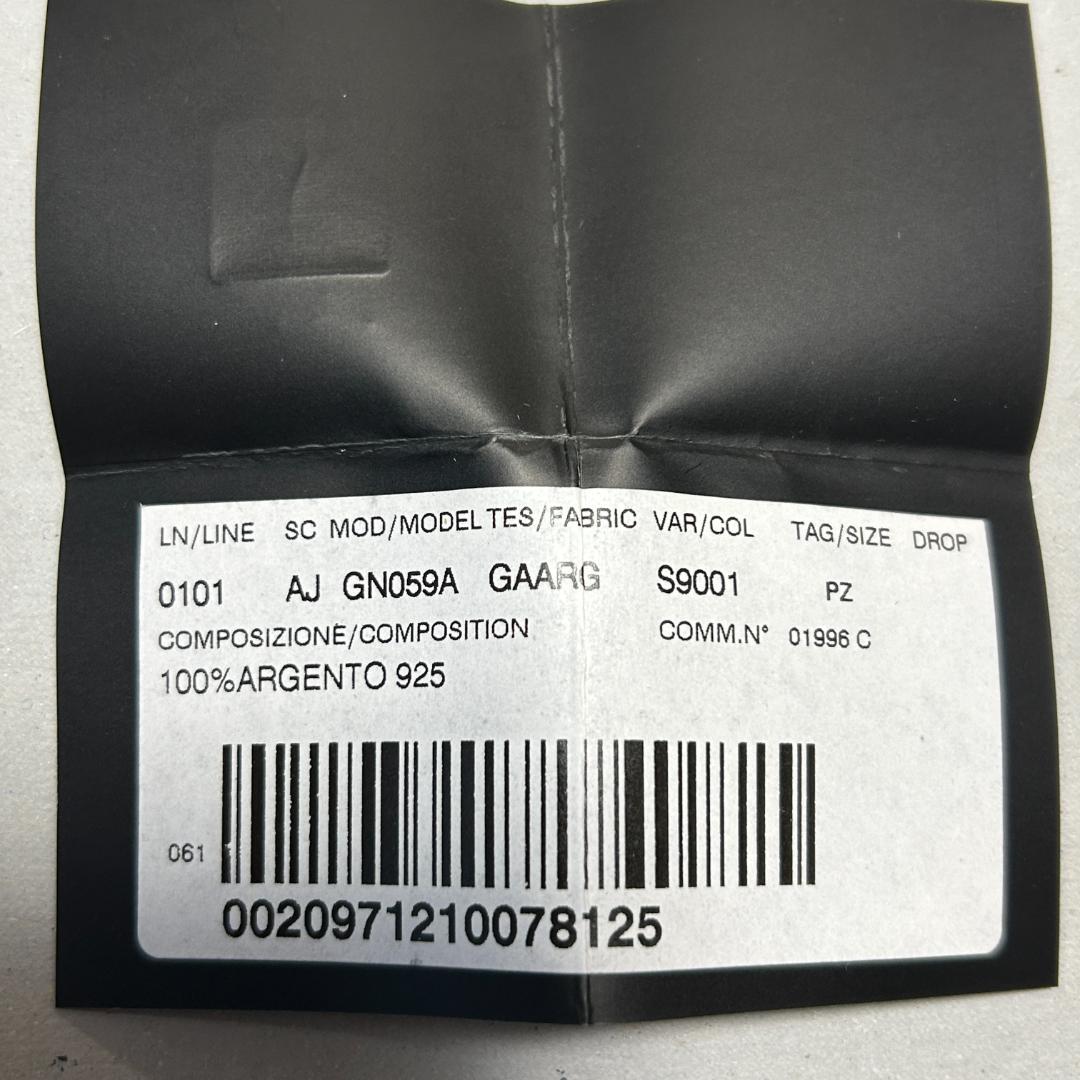 LN/LINE SC MOD/MODEL TES/FABRIC VAR/COL TAG/SIZE DROP
0101 AJ GN059A GAARG S9001 PZ
COMPOSIZIONE/COMPOSITION COMM.N° 01996 C
100%ARGENTO 925
061
0020971210078125